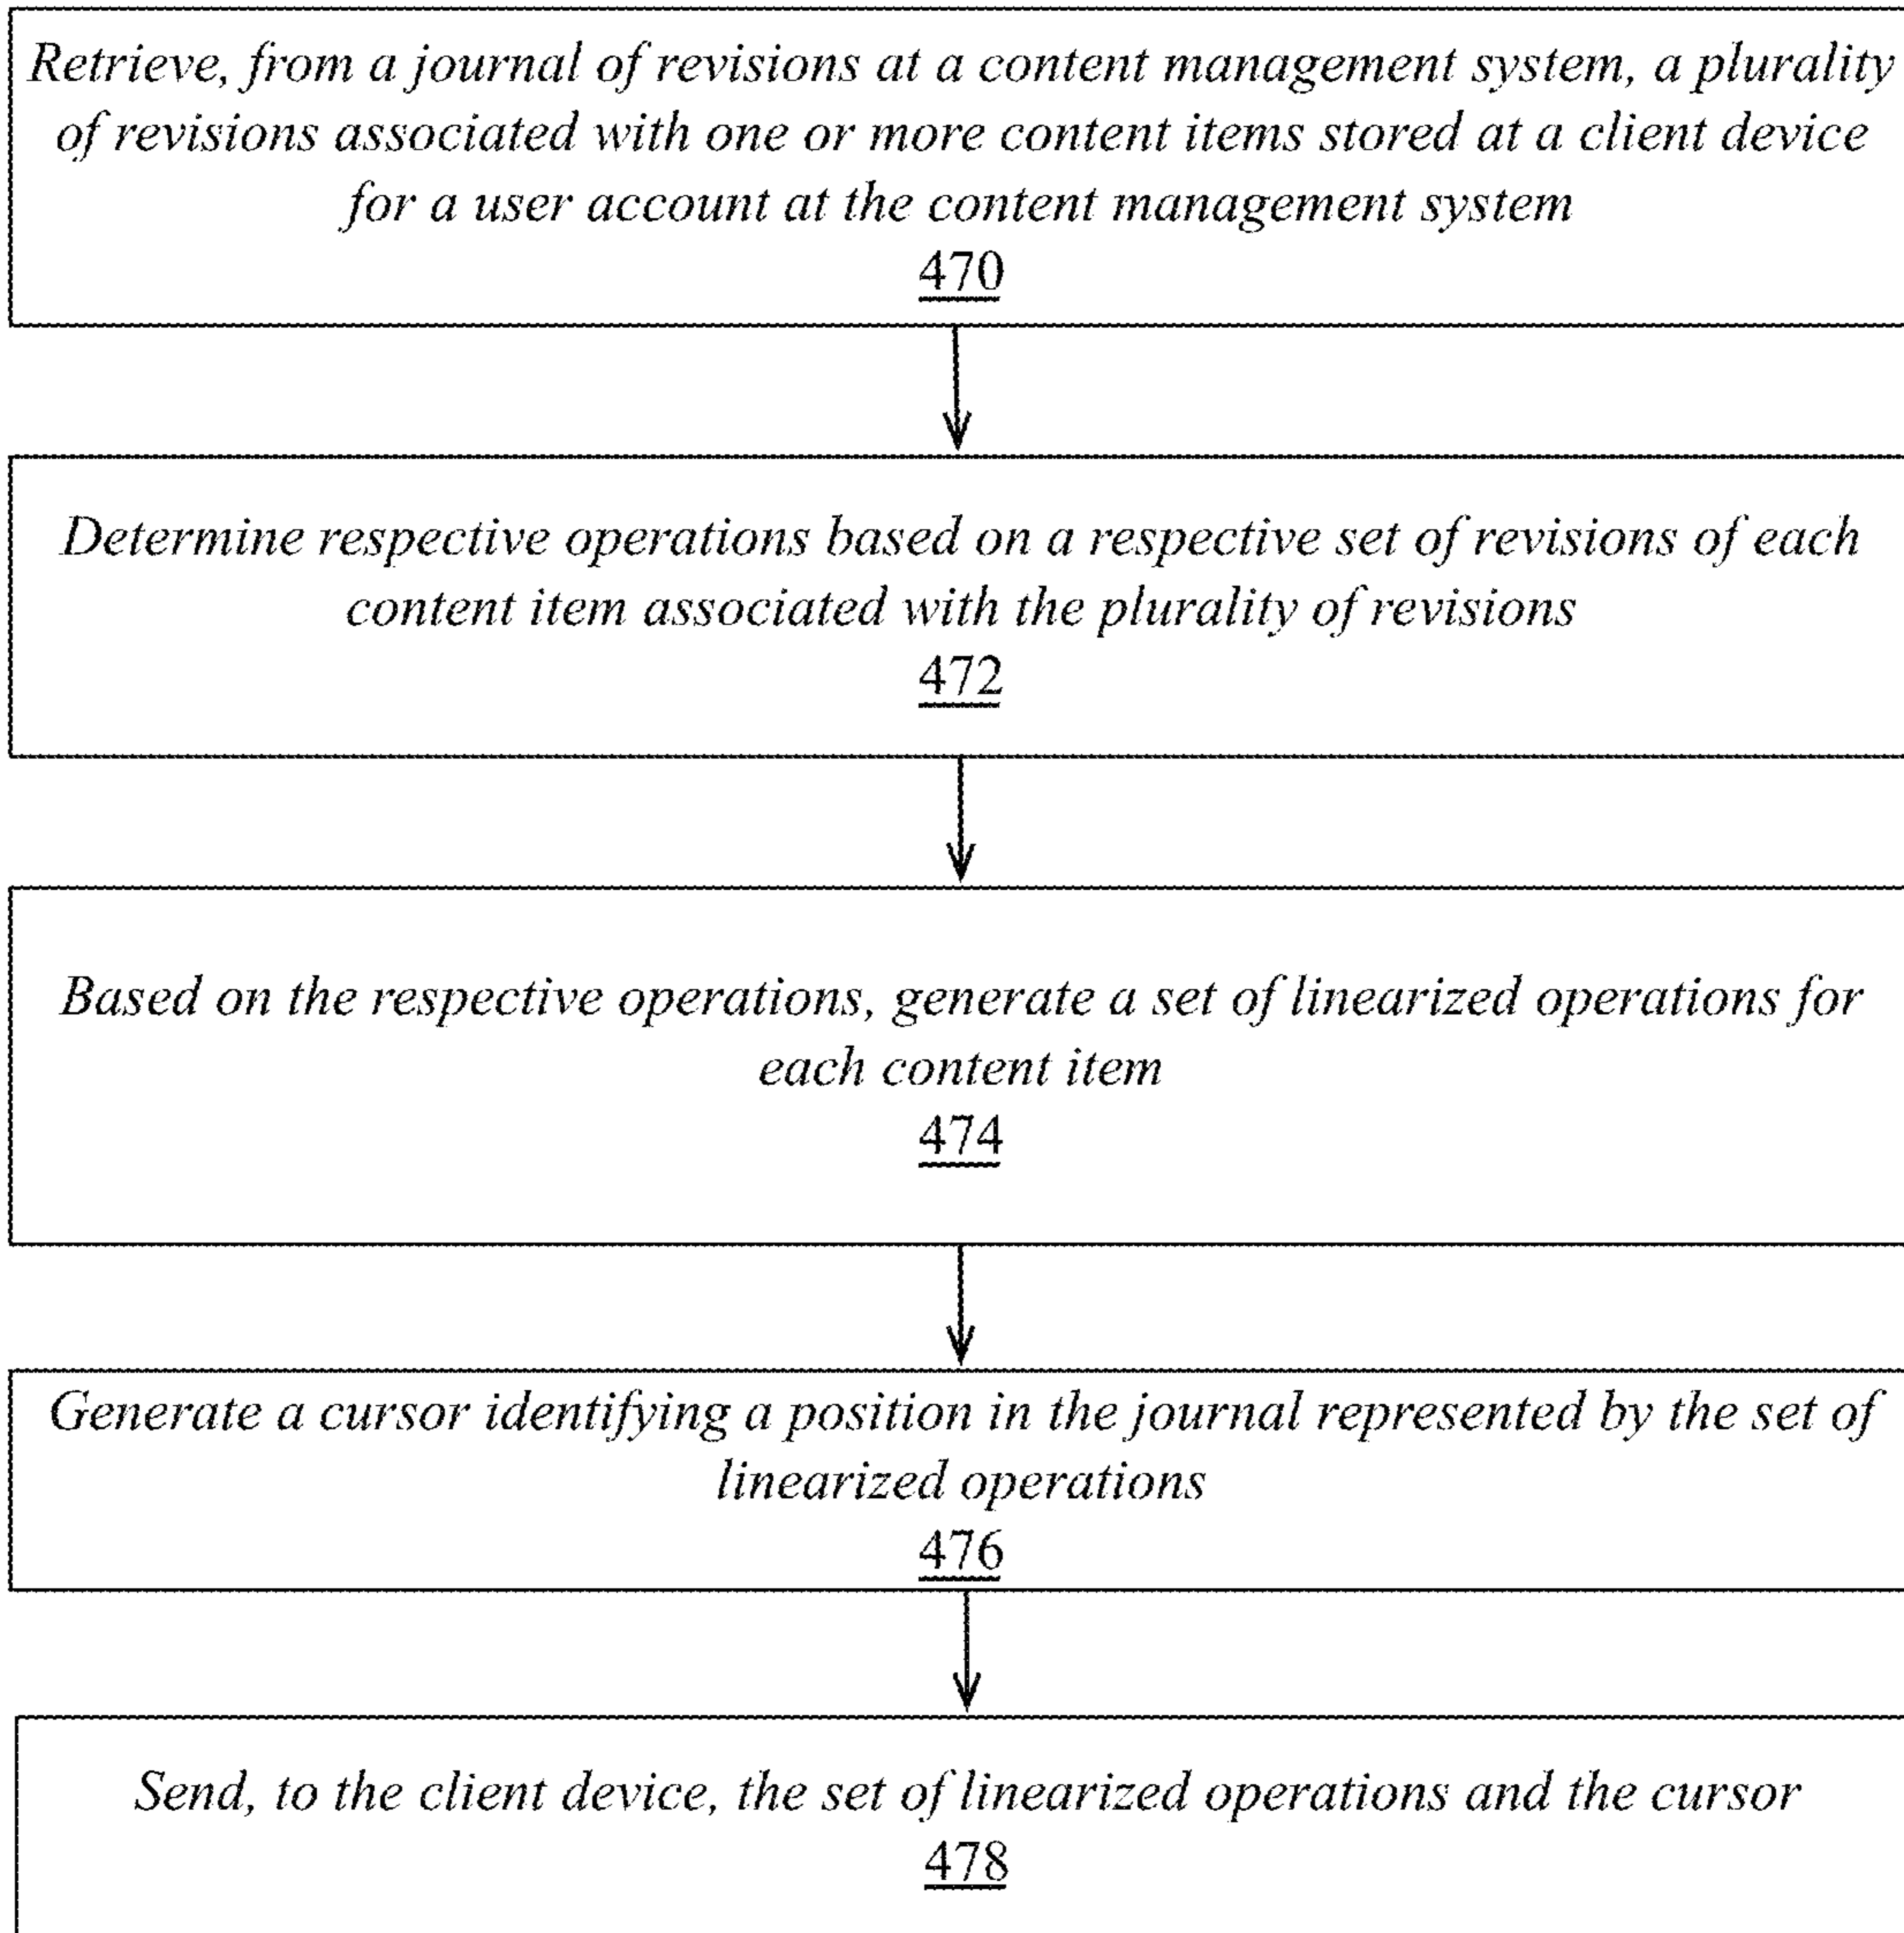 Retrieve, from a journal of revisions at a content management system, a plurality
of revisions associated with one or more content items stored at a client device
for a user account at the content management system
470
Determine respective operations based on a respective set of revisions of each
content item associated with the plurality of revisions
472
Based on the respective operations, generate a set of linearized operations for
each content item
474
Generate a cursor identifying a position in the journal represented by the set of
linearized operations
476
Send, to the client device, the set of linearized operations and the cursor
478